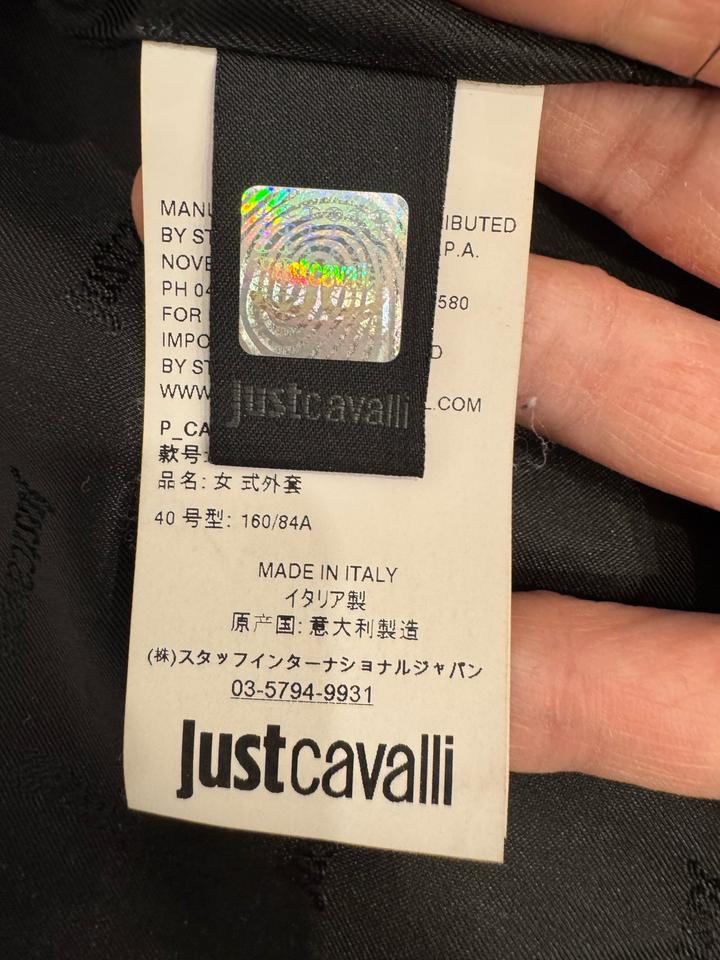 MANU
RIBUTED
BY ST
.P.A.
NOVE
PH 04
580
FOR
IMPO
D
BY ST
WWW
L.COM
justcavalli
P_CA
款号:
品名: 女 式外套
40 号型: 160/84A
MADE IN ITALY
イタリア製
原产国: 意大利製造
(株)スタッフインターナショナルジャパン
03-5794-9931
justcavalli